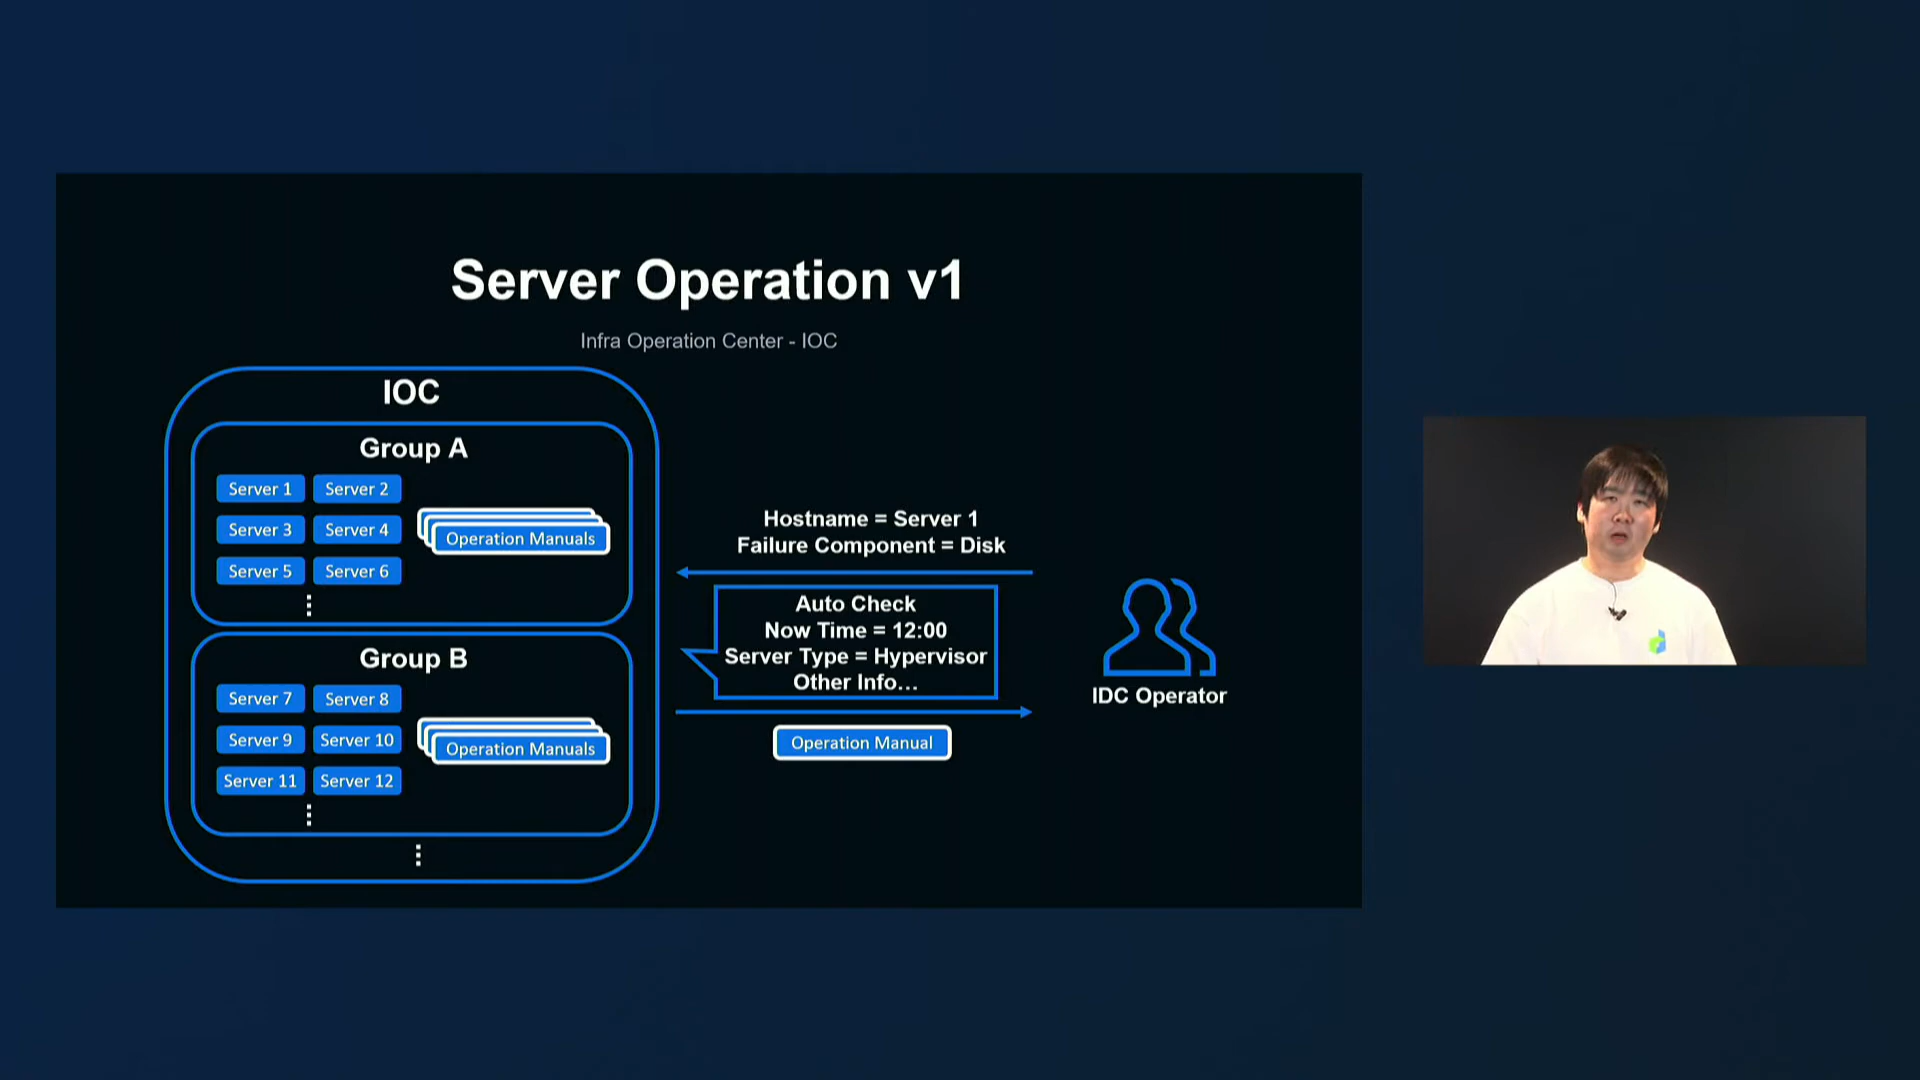 Server Operation v1
Infra Operation Center - IOC
IOC
Group A
Server 1
Server 2
Server 3
Server 4
Operation Manuals
Server 5
Server 6
Group B
Server 7
Server 8
Server 9
Server 10
Operation Manuals
Server 11
Server 12
Hostname = Server 1
Failure Component = Disk
Auto Check
Now Time = 12:00
Server Type = Hypervisor
Other Info...
Operation Manual
IDC Operator